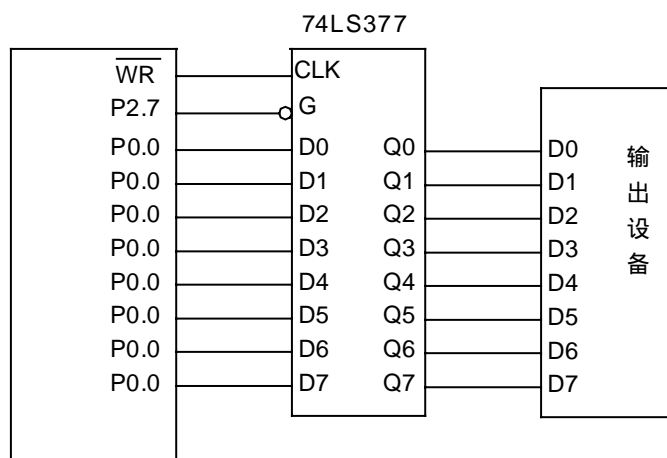 74LS377
WR CLK
P2.7 G
P0.0 D0 Q0 D0
P0.0 D1 Q1 D1
P0.0 D2 Q2 D2
P0.0 D3 Q3 D3
P0.0 D4 Q4 D4
P0.0 D5 Q5 D5
P0.0 D6 Q6 D6
P0.0 D7 Q7 D7
输出设备